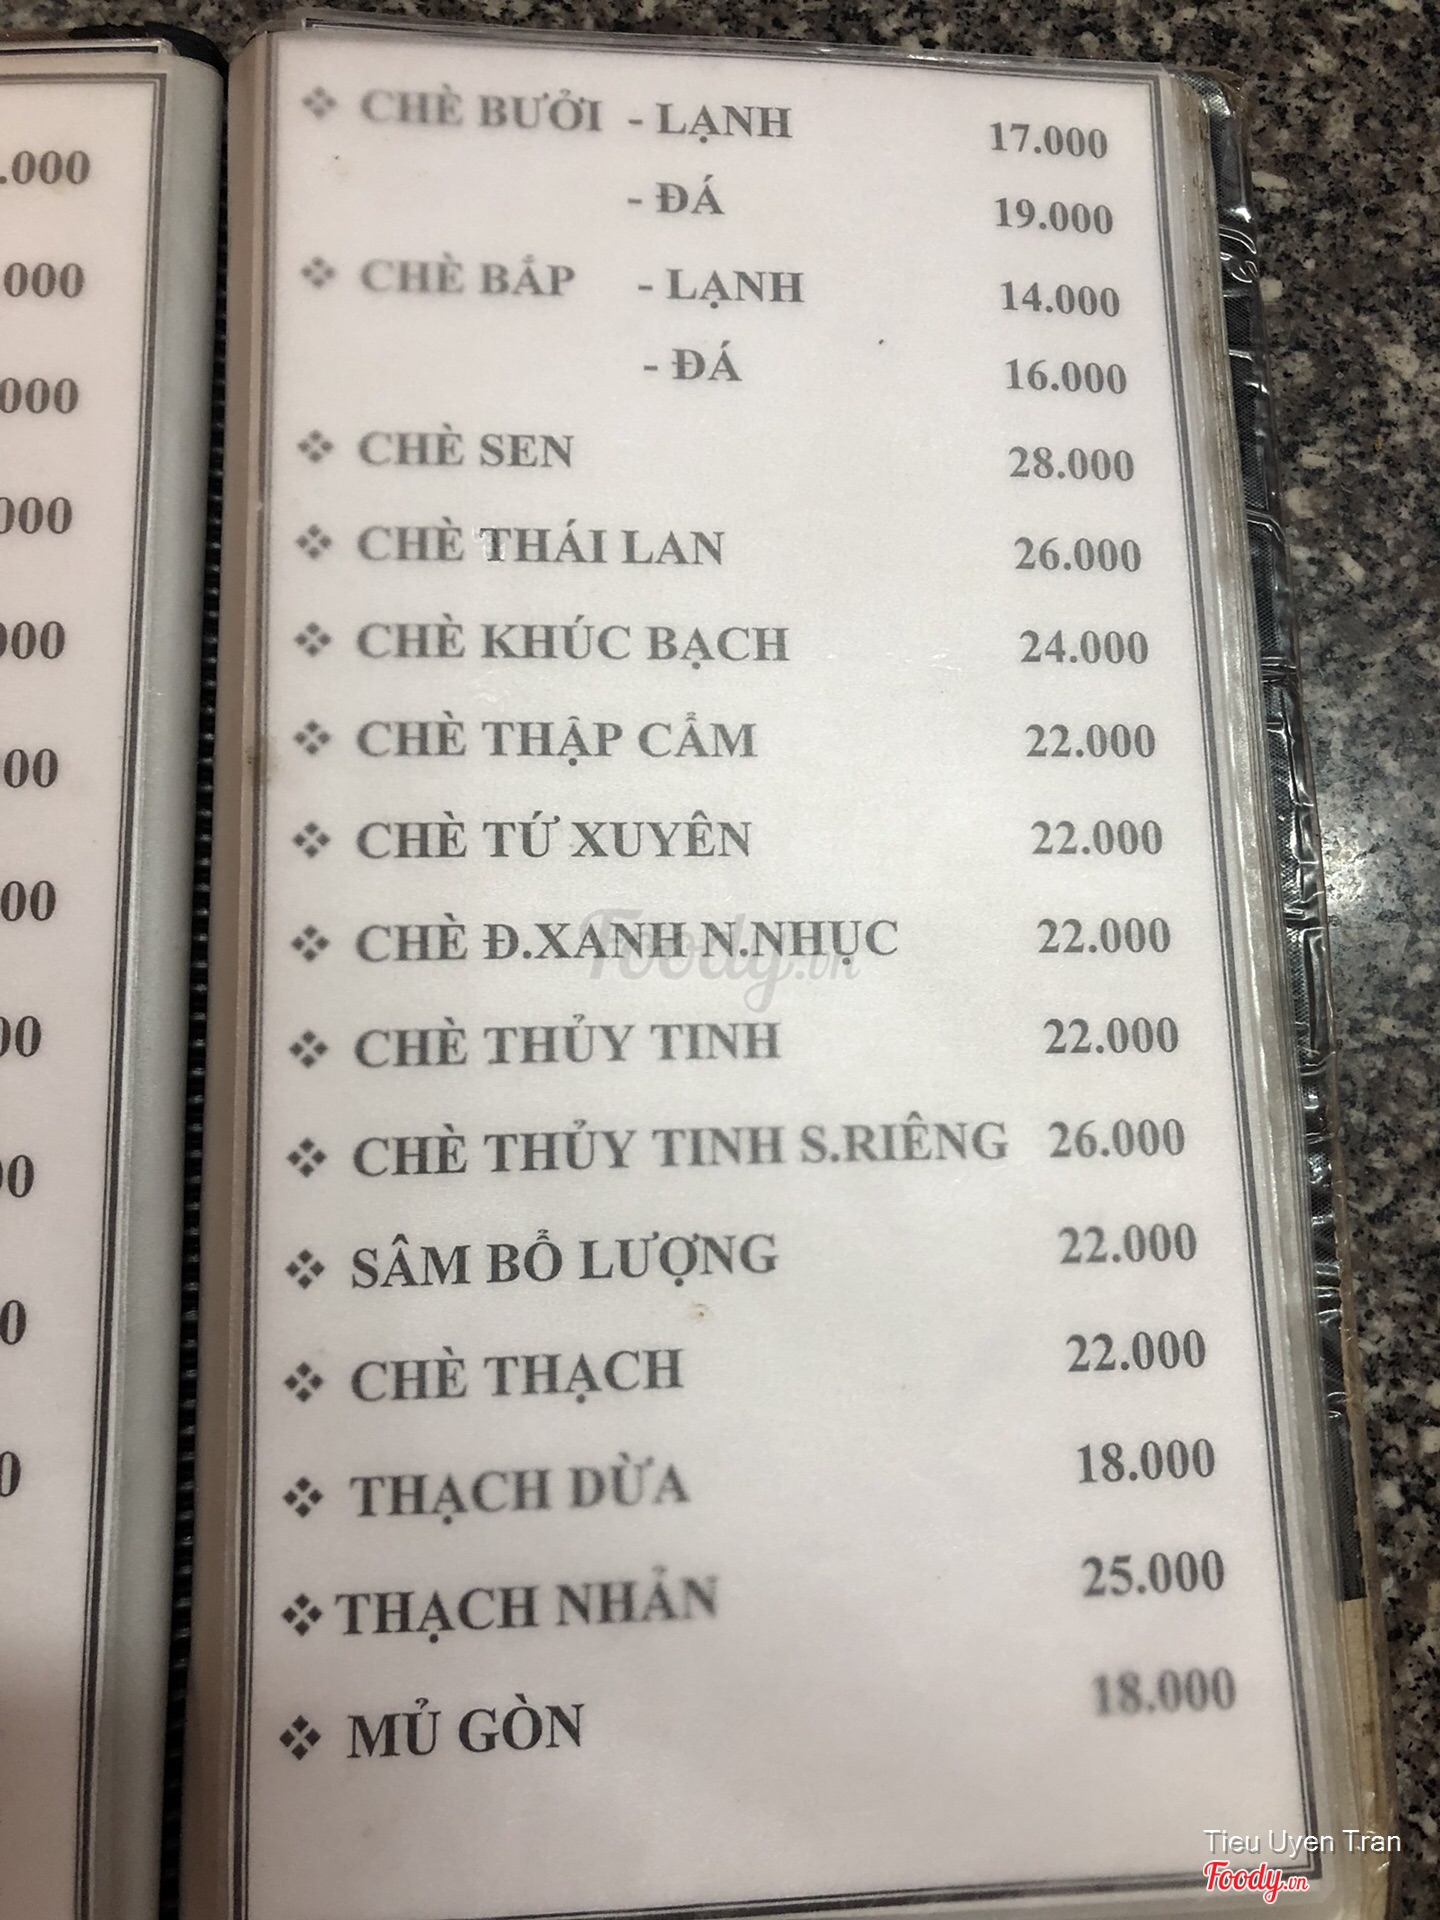 ❖ CHÈ BƯỞI - LẠNH 17.000
- ĐÁ 19.000
❖ CHÈ BẮP - LẠNH 14.000
- ĐÁ 16.000
❖ CHÈ SEN 28.000
❖ CHÈ THÁI LAN 26.000
❖ CHÈ KHÚC BẠCH 24.000
❖ CHÈ THẬP CẨM 22.000
❖ CHÈ TỨ XUYÊN 22.000
❖ CHÈ Đ.XANH N.NHỤC 22.000
❖ CHÈ THỦY TINH 22.000
❖ CHÈ THỦY TINH S.RIÊNG 26.000
❖ SÂM BỔ LƯỢNG 22.000
❖ CHÈ THẠCH 22.000
❖ THẠCH DỪA 18.000
❖ THẠCH NHÃN 25.000
❖ MỦ GÒN 18.000
Foody.vn
Tieu Uyen Tran
Foody.vn